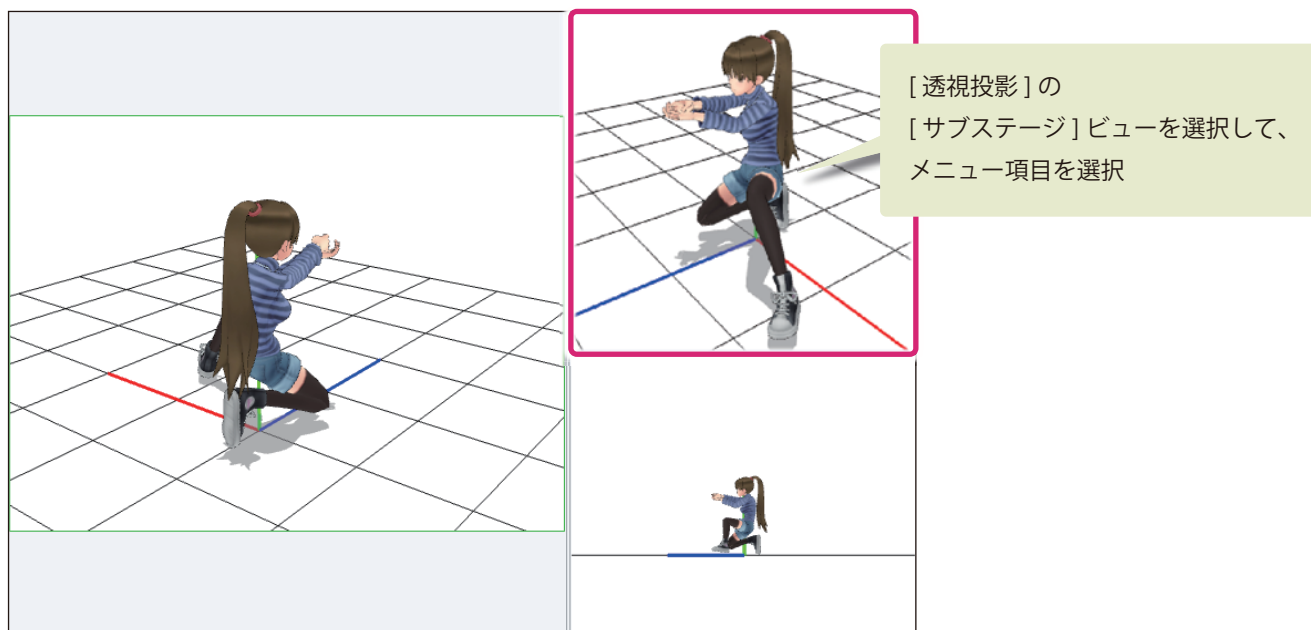 [ 透視投影 ] の
[ サブステージ ] ビューを選択して、
メニュー項目を選択